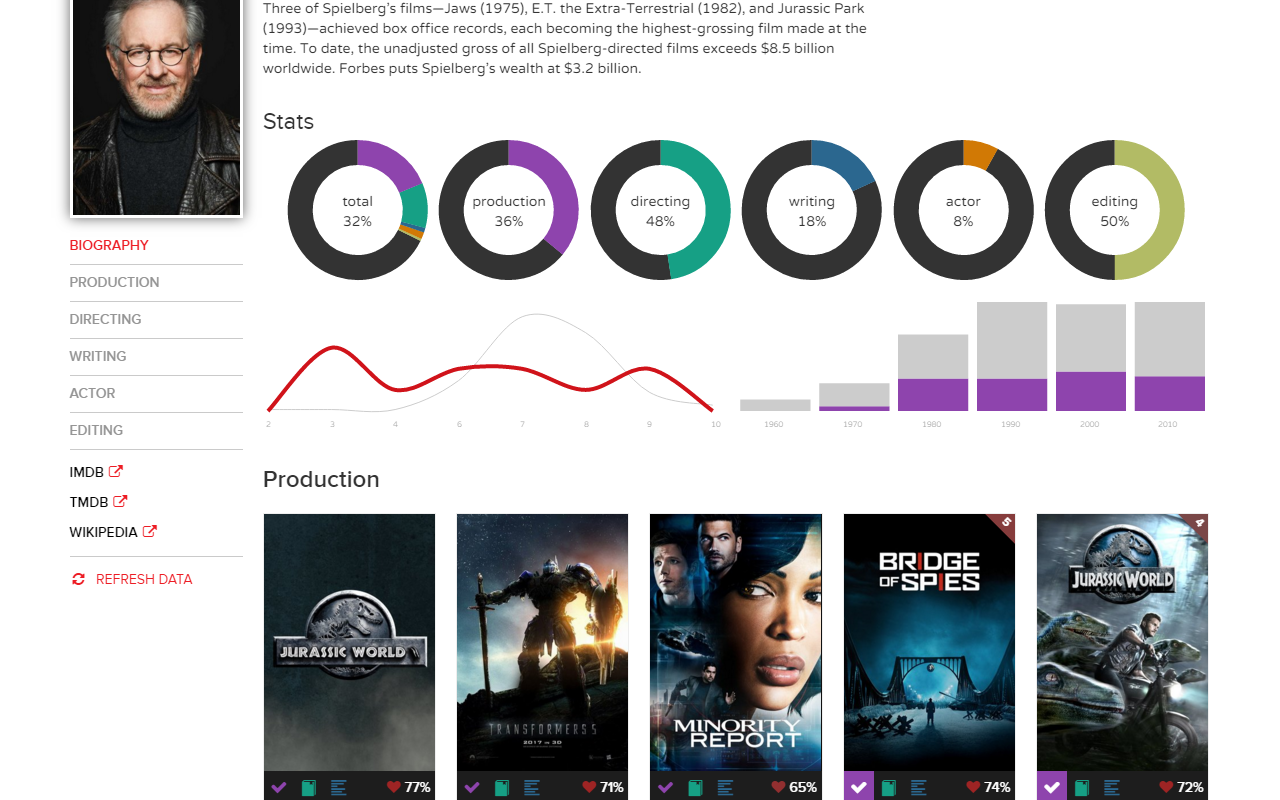 Three of Spielberg's films—Jaws (1975), E.T. the Extra-Terrestrial (1982), and Jurassic Park
(1993)—achieved box office records, each becoming the highest-grossing film made at the
time. To date, the unadjusted gross of all Spielberg-directed films exceeds $8.5 billion
worldwide. Forbes puts Spielberg's wealth at $3.2 billion.
Stats
total
32%
production
36%
directing
48%
writing
18%
actor
8%
editing
50%
BIOGRAPHY
PRODUCTION
DIRECTING
WRITING
ACTOR
EDITING
IMDB
TMDB
WIKIPEDIA
REFRESH DATA
2 3 4 6 7 8 9 10
1960 1970 1980 1990 2000 2010
Production
JURASSIC WORLD
TRANSFORMERS 5
2017 IN 3D
MINORITY
REPORT
5
BRIDGE
OF SPIES
4
JURASSIC WORLD
77%
71%
65%
74%
72%